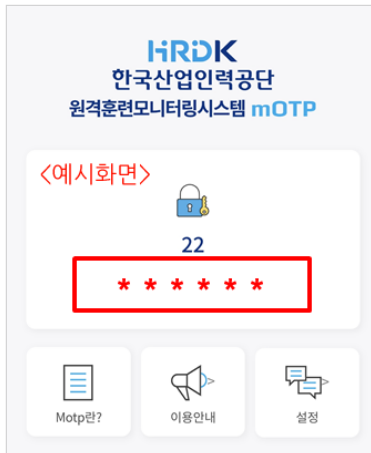 HRDK
한국산업인력공단
원격훈련모니터링시스템 mOTP
<예시화면>
22
* * * * * *
Motp란?
이용안내
설정